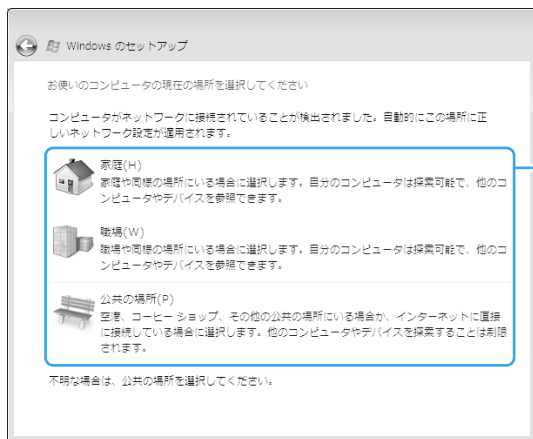 Windows のセットアップ
お使いのコンピュータの現在の場所を選択してください
コンピュータがネットワークに接続されていることが検出されました。自動的にこの場所に正
しいネットワーク設定が適用されます。
家庭(H)
家庭や同様の場所にいる場合に選択します。自分のコンピュータは探索可能で、他のコ
ンピュータやデバイスを参照できます。
職場(W)
職場や同様の場所にいる場合に選択します。自分のコンピュータは探索可能で、他のコ
ンピュータやデバイスを参照できます。
公共の場所(P)
空港、コーヒー ショップ、その他の公共の場所にいる場合か、インターネットに直接
に接続している場合に選択します。他のコンピュータやデバイスを探索することは制限
されます。
不明な場合は、公共の場所を選択してください。